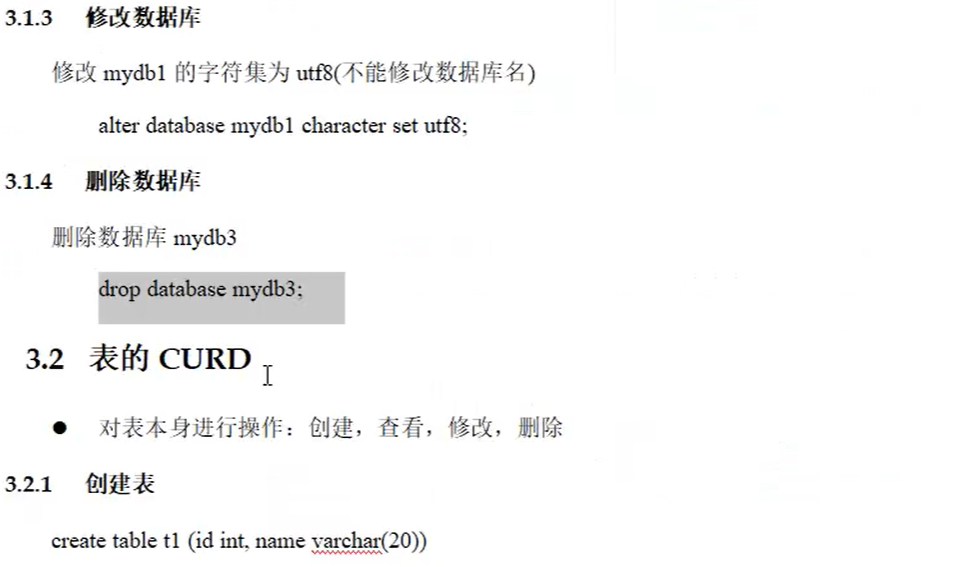 3.1.3 修改数据库
修改 mydb1 的字符集为 utf8(不能修改数据库名)
alter database mydb1 character set utf8;
3.1.4 删除数据库
删除数据库 mydb3
drop database mydb3;
3.2 表的 CURD
● 对表本身进行操作：创建，查看，修改，删除
3.2.1 创建表
create table t1 (id int, name varchar(20))